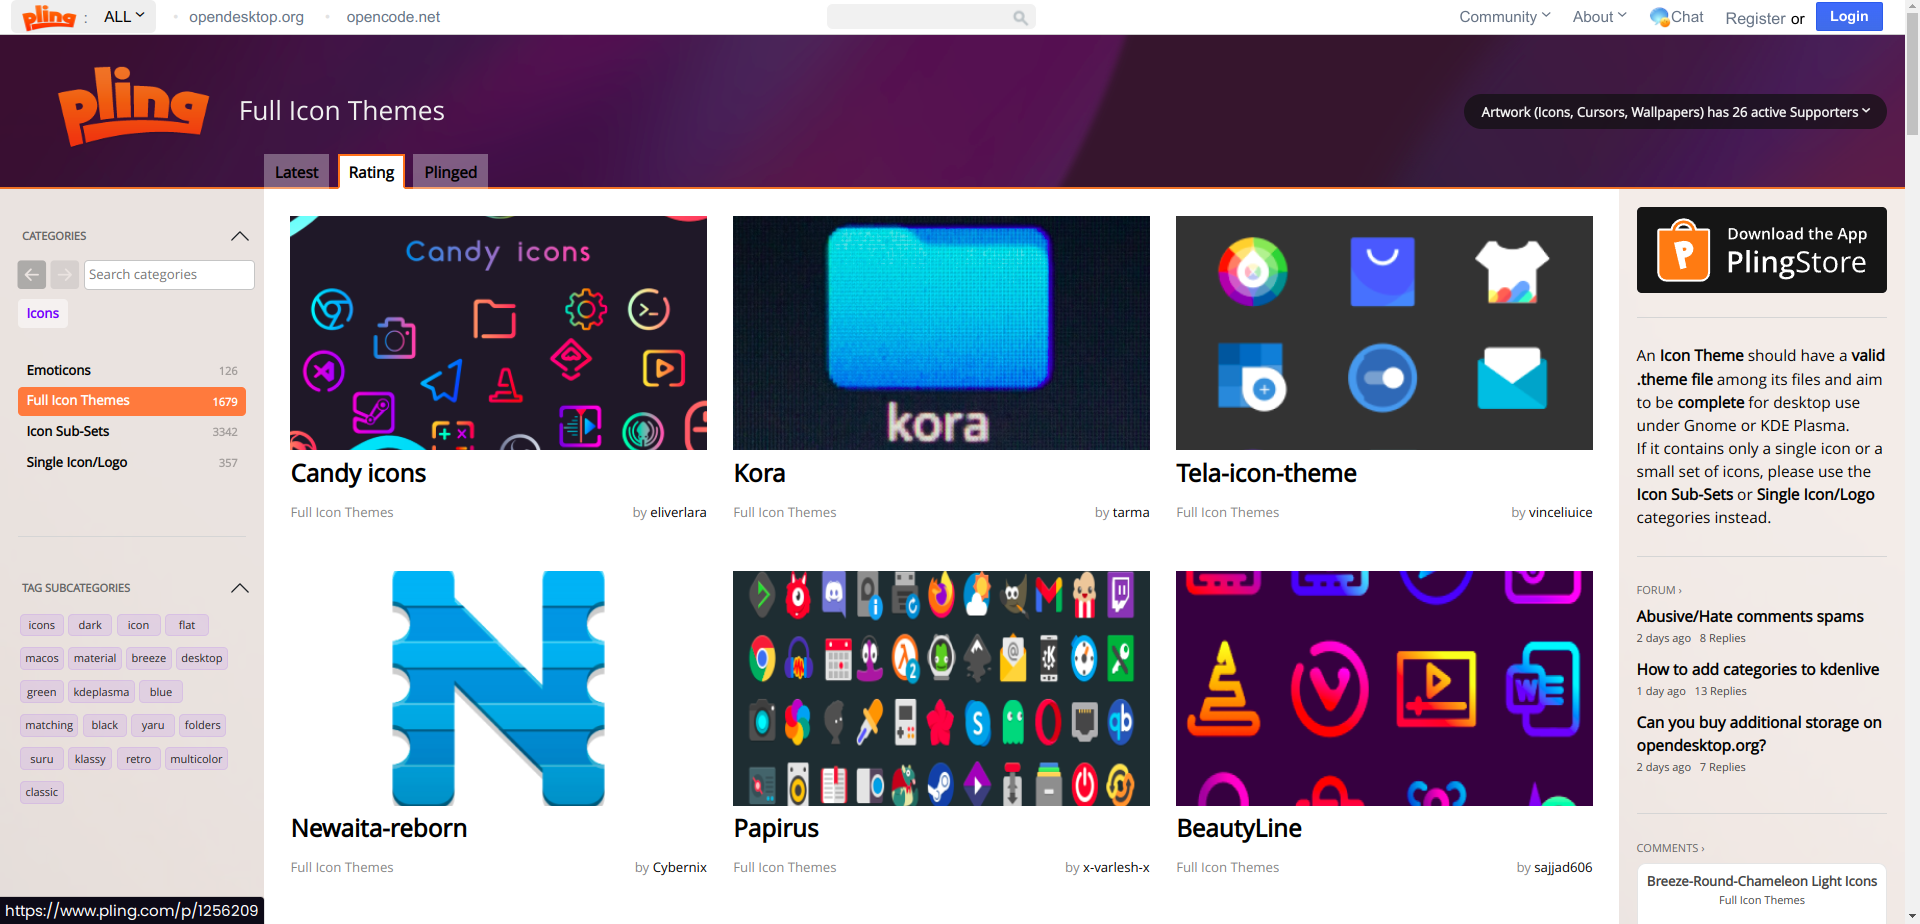 pling : ALL
opendesktop.org
opencode.net
Community
About
Chat
Register or
Login
pling
Full Icon Themes
Artwork (Icons, Cursors, Wallpapers) has 26 active Supporters
Latest
Rating
Plinged
CATEGORIES
Search categories
Icons
Emoticons 126
Full Icon Themes 1679
Icon Sub-Sets 3342
Single Icon/Logo 357
TAG SUBCATEGORIES
icons dark icon flat
macos material breeze desktop
green kdeplasma blue
matching black yaru folders
suru klassy retro multicolor
classic
Candy icons
Candy icons
Full Icon Themes by eliverlara
kora
Kora
Full Icon Themes by tarma
Tela-icon-theme
Full Icon Themes by vinceliuice
Newaita-reborn
Full Icon Themes by Cybernix
Papirus
Full Icon Themes by x-varlesh-x
W
BeautyLine
Full Icon Themes by sajjad606
Download the App
PlingStore
An Icon Theme should have a valid
.theme file among its files and aim
to be complete for desktop use
under Gnome or KDE Plasma.
If it contains only a single icon or a
small set of icons, please use the
Icon Sub-Sets or Single Icon/Logo
categories instead.
FORUM ›
Abusive/Hate comments spams
2 days ago 8 Replies
How to add categories to kdenlive
1 day ago 13 Replies
Can you buy additional storage on
opendesktop.org?
2 days ago 7 Replies
COMMENTS ›
Breeze-Round-Chameleon Light Icons
Full Icon Themes
https://www.pling.com/p/1256209